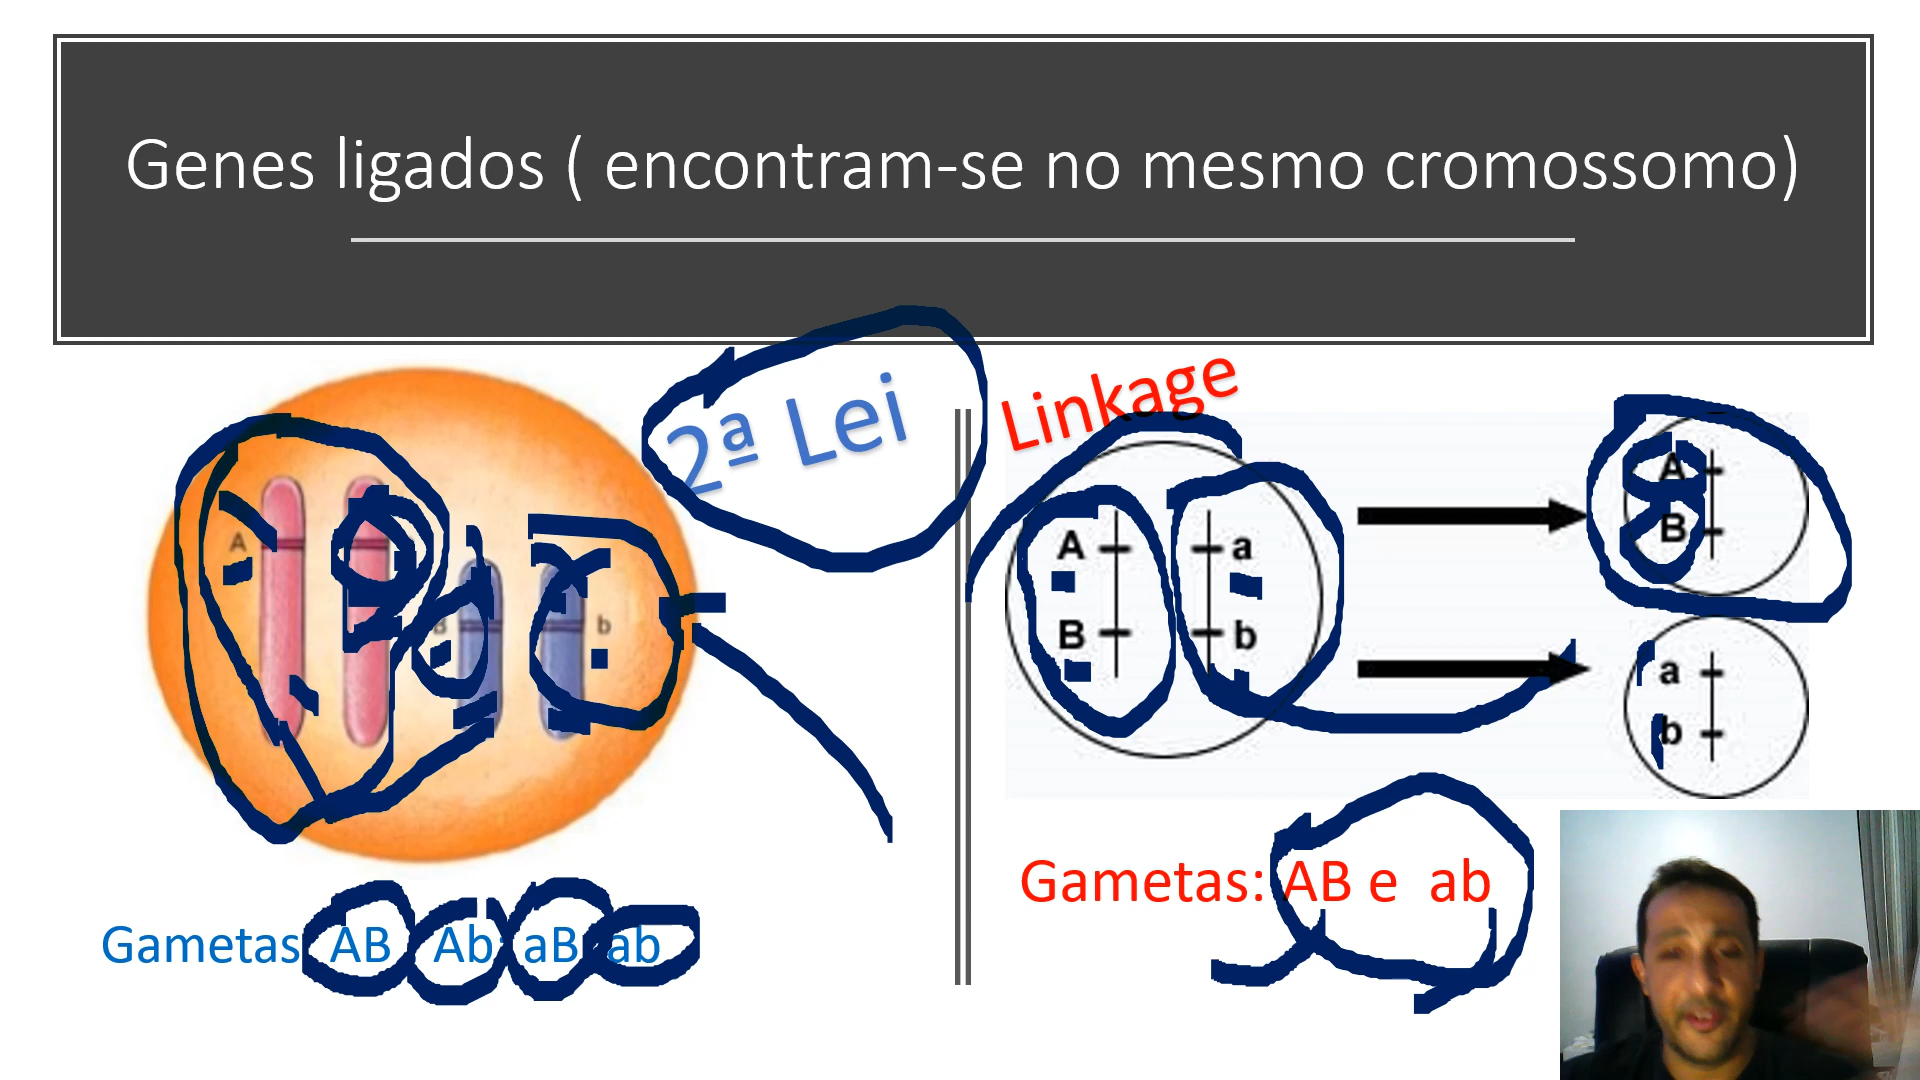 Genes ligados ( encontram-se no mesmo cromossomo)
2ª Lei
Linkage
A
B
b
A
B
a
b
A
B
a
b
Gametas: AB e ab
Gametas AB Ab aB ab